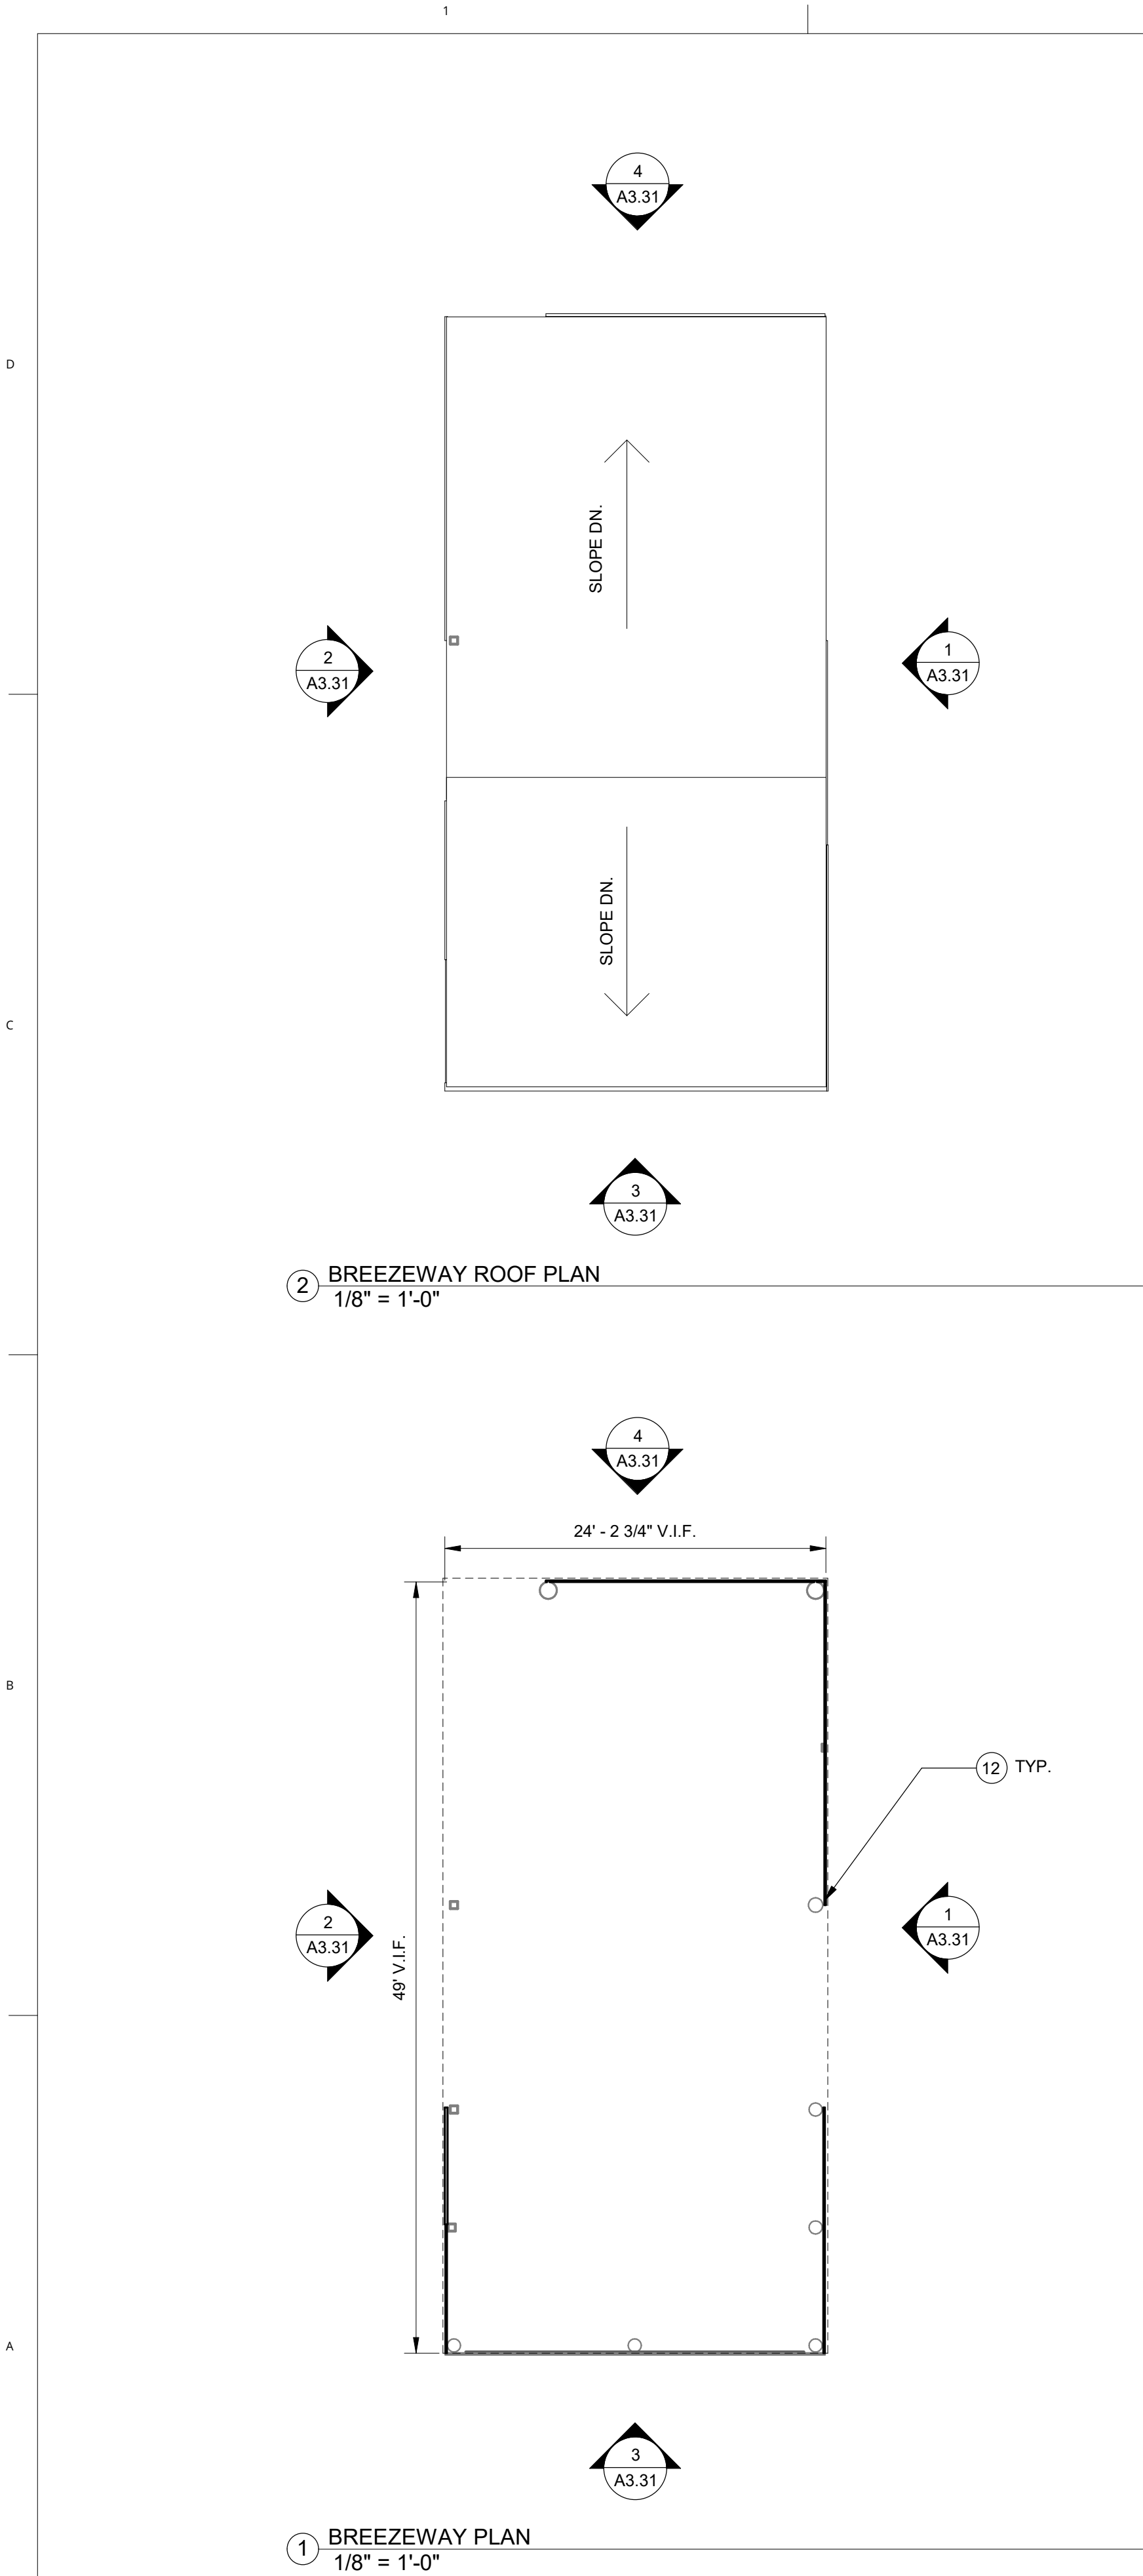 1
4
A3.31
D
SLOPE DN.
2
A3.31
1
A3.31
SLOPE DN.
C
3
A3.31
2
BREEZEWAY ROOF PLAN
1/8" = 1'-0"
4
A3.31
24' - 2 3/4" V.I.F.
B
12
TYP.
2
A3.31
1
A3.31
49' V.I.F.
A
3
A3.31
1
BREEZEWAY PLAN
1/8" = 1'-0"